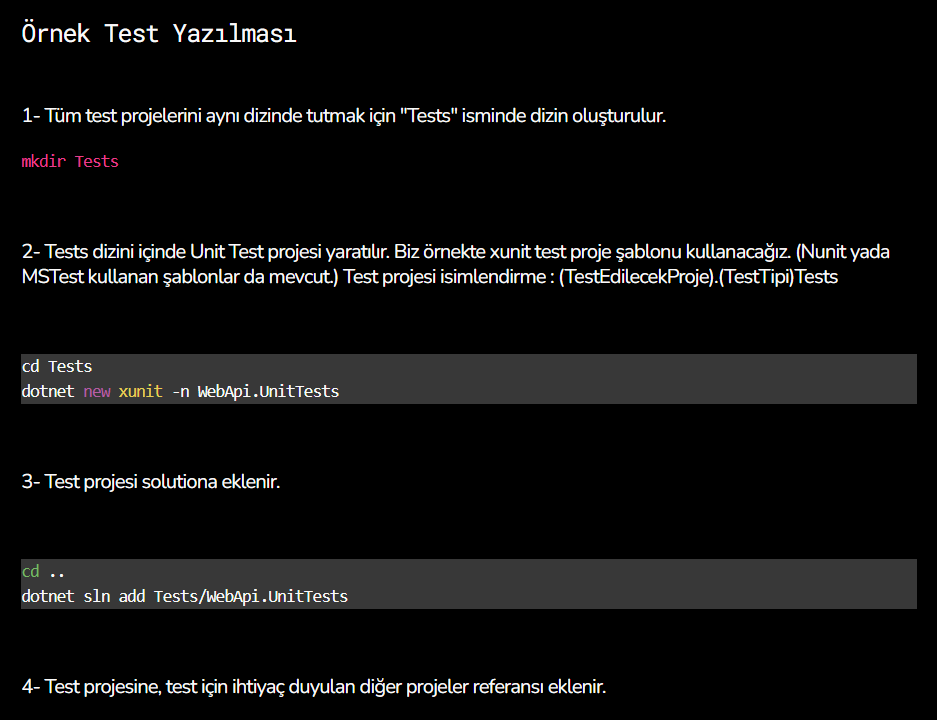 Örnek Test Yazılması
1- Tüm test projelerini aynı dizinde tutmak için "Tests" isminde dizin oluşturulur.
mkdir Tests
2- Tests dizini içinde Unit Test projesi yaratılır. Biz örnekte xunit test proje şablonu kullanacağız. (Nunit yada
MSTest kullanan şablonlar da mevcut.) Test projesi isimlendirme : (TestEdilecekProje).(TestTipi)Tests
cd Tests
dotnet new xunit -n WebApi.UnitTests
3- Test projesi solutiona eklenir.
cd ..
dotnet sln add Tests/WebApi.UnitTests
4- Test projesine, test için ihtiyaç duyulan diğer projeler referansı eklenir.